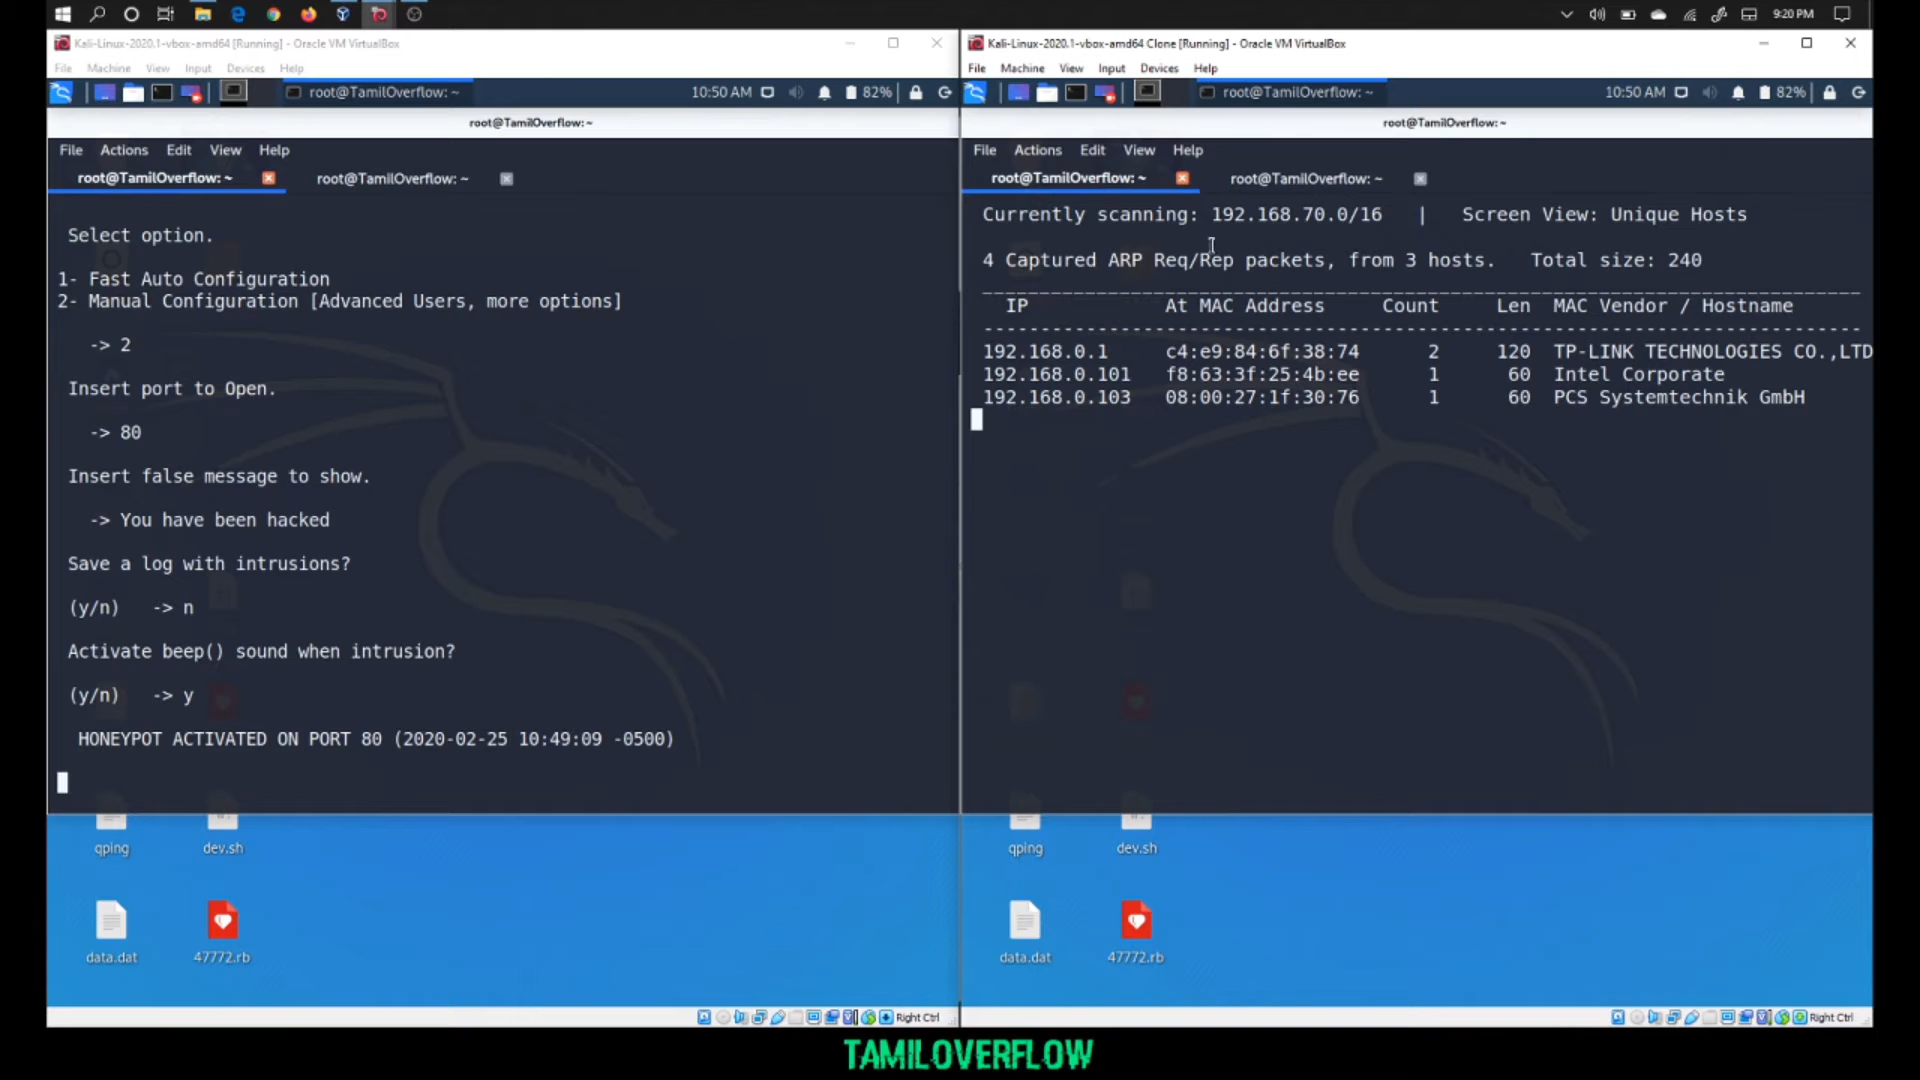 9:20 PM
Kali-Linux-2020.1-vbox-amd64 [Running] - Oracle VM VirtualBox
File Machine View Input Devices Help
root@TamilOverflow: ~
10:50 AM
82%
root@TamilOverflow:~
File Actions Edit View Help
root@TamilOverflow: ~
root@TamilOverflow: ~
Select option.
1- Fast Auto Configuration
2- Manual Configuration [Advanced Users, more options]
-> 2
Insert port to Open.
-> 80
Insert false message to show.
-> You have been hacked
Save a log with intrusions?
(y/n) -> n
Activate beep() sound when intrusion?
(y/n) -> y
HONEYPOT ACTIVATED ON PORT 80 (2020-02-25 10:49:09 -0500)
qping
dev.sh
data.dat
47772.rb
Right Ctrl
Kali-Linux-2020.1-vbox-amd64 Clone [Running] - Oracle VM VirtualBox
File Machine View Input Devices Help
root@TamilOverflow: ~
10:50 AM
82%
root@TamilOverflow:~
File Actions Edit View Help
root@TamilOverflow: ~
root@TamilOverflow: ~
Currently scanning: 192.168.70.0/16 | Screen View: Unique Hosts
4 Captured ARP Req/Rep packets, from 3 hosts. Total size: 240
IP At MAC Address Count Len MAC Vendor / Hostname
192.168.0.1 c4:e9:84:6f:38:74 2 120 TP-LINK TECHNOLOGIES CO.,LTD
192.168.0.101 f8:63:3f:25:4b:ee 1 60 Intel Corporate
192.168.0.103 08:00:27:1f:30:76 1 60 PCS Systemtechnik GmbH
qping
dev.sh
data.dat
47772.rb
Right Ctrl
TAMILOVERFLOW